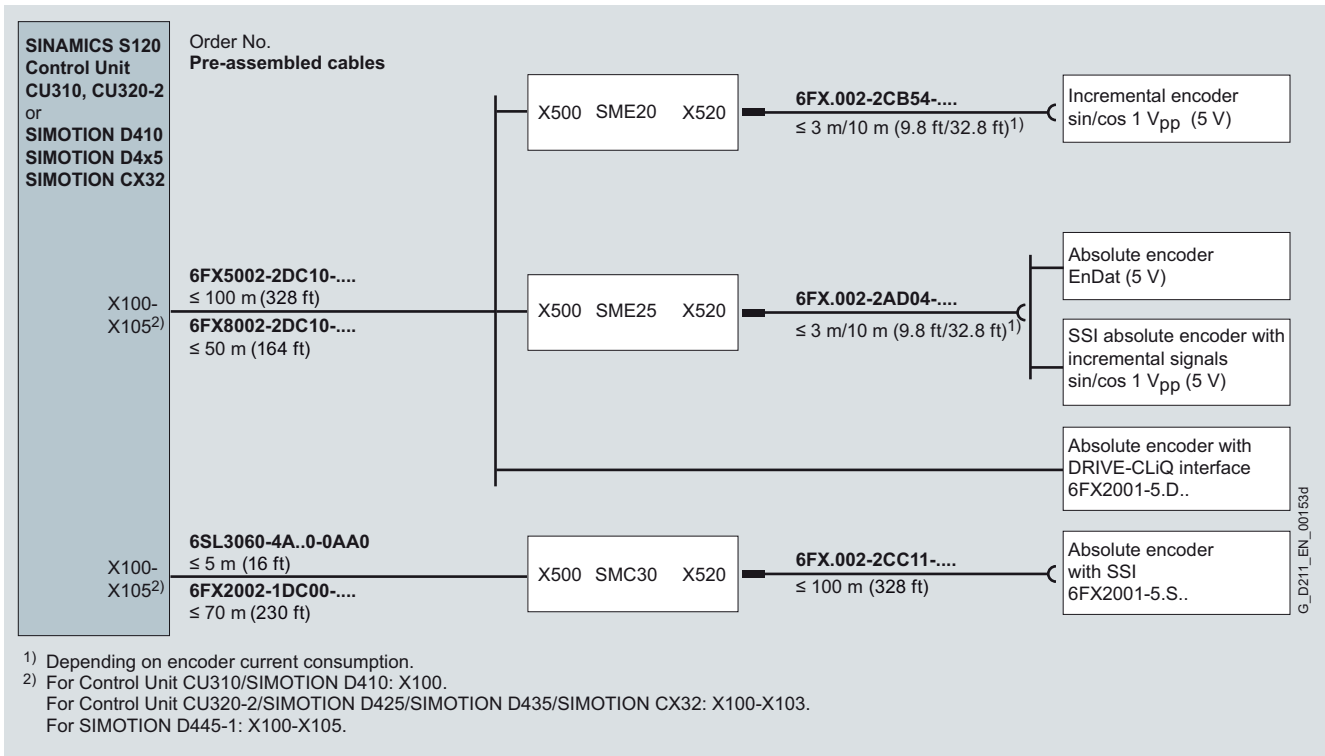 SINAMICS S120
Control Unit
CU310, CU320-2
or
SIMOTION D410
SIMOTION D4x5
SIMOTION CX32
Order No.
Pre-assembled cables
X500 SME20 X520
6FX.002-2CB54-....
≤ 3 m/10 m (9.8 ft/32.8 ft)1)
Incremental encoder
sin/cos 1 Vpp (5 V)
X100-
X1052)
6FX5002-2DC10-....
≤ 100 m (328 ft)
6FX8002-2DC10-....
≤ 50 m (164 ft)
X500 SME25 X520
6FX.002-2AD04-....
≤ 3 m/10 m (9.8 ft/32.8 ft)1)
Absolute encoder
EnDat (5 V)
SSI absolute encoder with
incremental signals
sin/cos 1 Vpp (5 V)
Absolute encoder with
DRIVE-CLiQ interface
6FX2001-5.D..
X100-
X1052)
6SL3060-4A..0-0AA0
≤ 5 m (16 ft)
6FX2002-1DC00-....
≤ 70 m (230 ft)
X500 SMC30 X520
6FX.002-2CC11-....
≤ 100 m (328 ft)
Absolute encoder
with SSI
6FX2001-5.S..
G_D211_EN_00153d
1) Depending on encoder current consumption.
2) For Control Unit CU310/SIMOTION D410: X100.
For Control Unit CU320-2/SIMOTION D425/SIMOTION D435/SIMOTION CX32: X100-X103.
For SIMOTION D445-1: X100-X105.